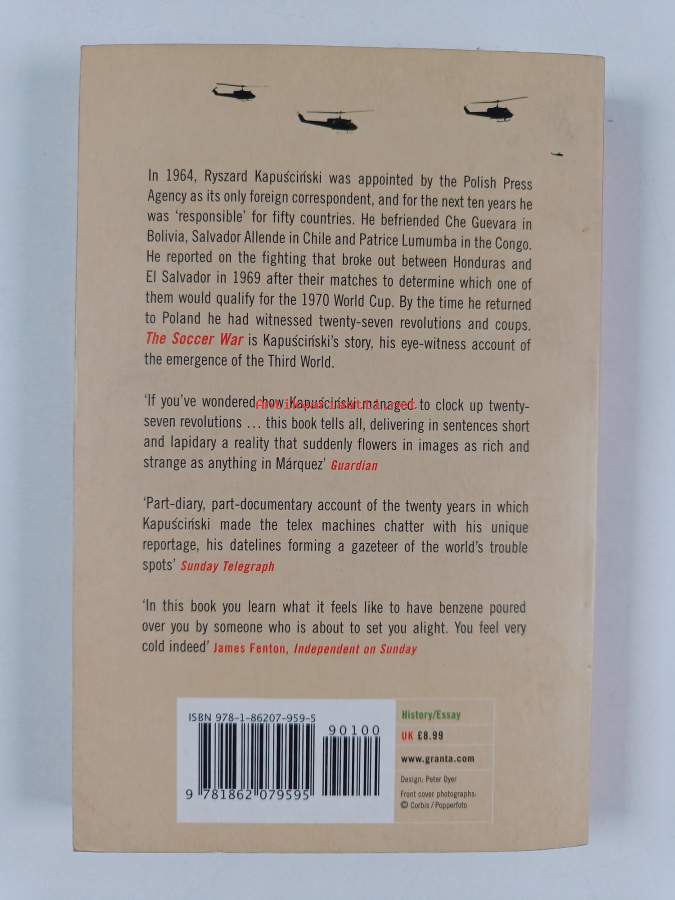 In 1964, Ryszard Kapuściński was appointed by the Polish Press
Agency as its only foreign correspondent, and for the next ten years he
was ‘responsible’ for fifty countries. He befriended Che Guevara in
Bolivia, Salvador Allende in Chile and Patrice Lumumba in the Congo.
He reported on the fighting that broke out between Honduras and
El Salvador in 1969 after their matches to determine which one of
them would qualify for the 1970 World Cup. By the time he returned
to Poland he had witnessed twenty-seven revolutions and coups.
The Soccer War is Kapuściński’s story, his eye-witness account of
the emergence of the Third World.
‘If you’ve wondered how Kapuściński managed to clock up twenty-
seven revolutions … this book tells all, delivering in sentences short
and lapidary a reality that suddenly flowers in images as rich and
strange as anything in Márquez’ Guardian
‘Part-diary, part-documentary account of the twenty years in which
Kapuściński made the telex machines chatter with his unique
reportage, his datelines forming a gazeteer of the world’s trouble
spots’ Sunday Telegraph
‘In this book you learn what it feels like to have benzene poured
over you by someone who is about to set you alight. You feel very
cold indeed’ James Fenton, Independent on Sunday
ISBN 978-1-86207-959-5
90100
9 781862 079595
History/Essay
UK £8.99
www.granta.com
Design: Peter Dyer
Front cover photographs:
© Corbis / Popperfoto